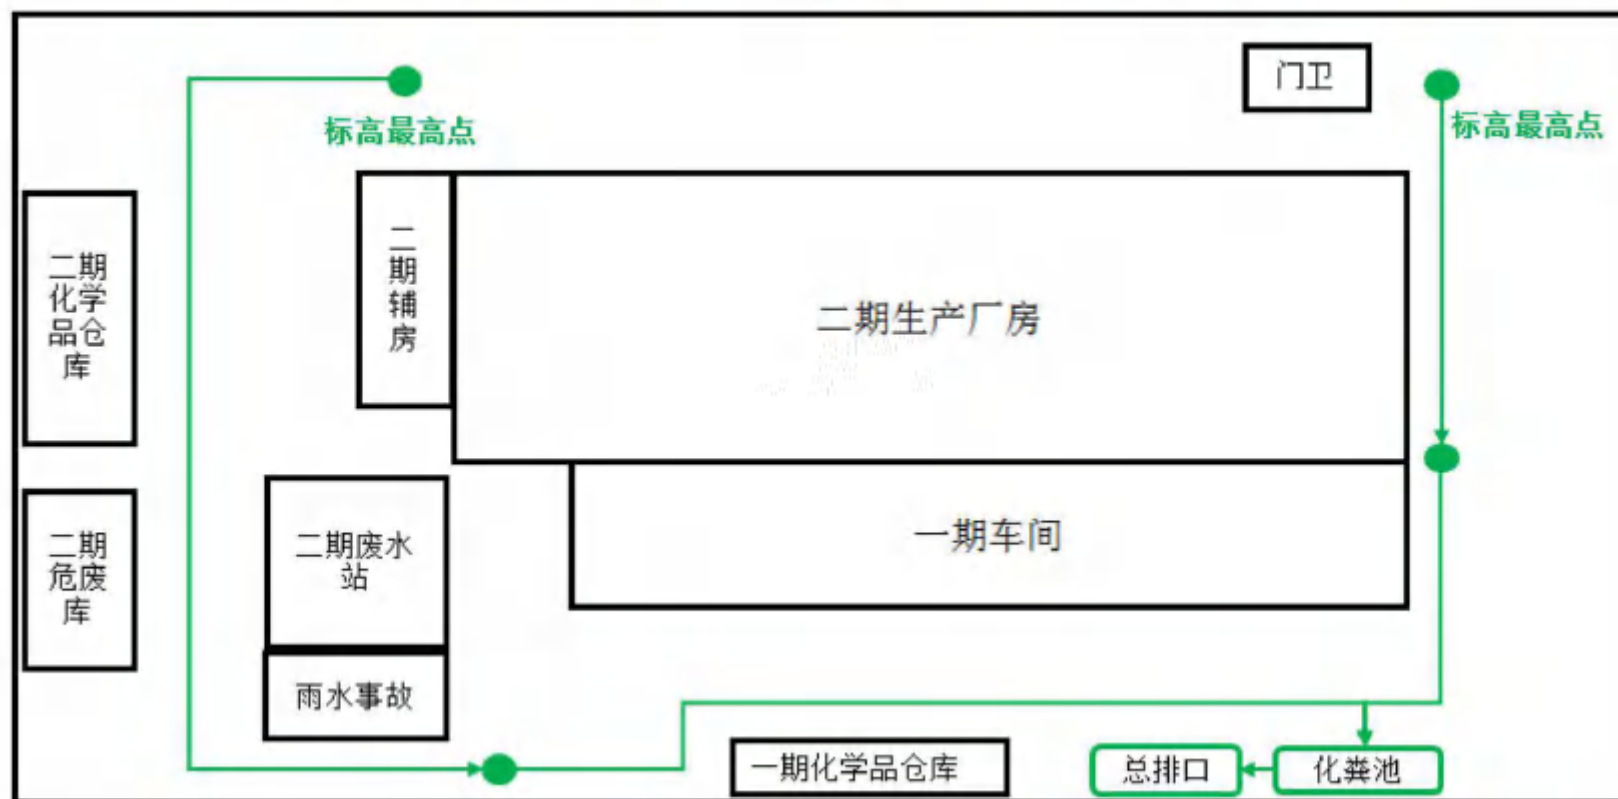 门卫
标高最高点
标高最高点
二期
化学
品仓
库
二
期
辅
房
二期生产厂房
二期
危废
库
二期废水
站
一期车间
雨水事故
一期化学品仓库
总排口
化粪池